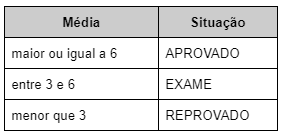 Média Situação
maior ou igual a 6 APROVADO
entre 3 e 6 EXAME
menor que 3 REPROVADO